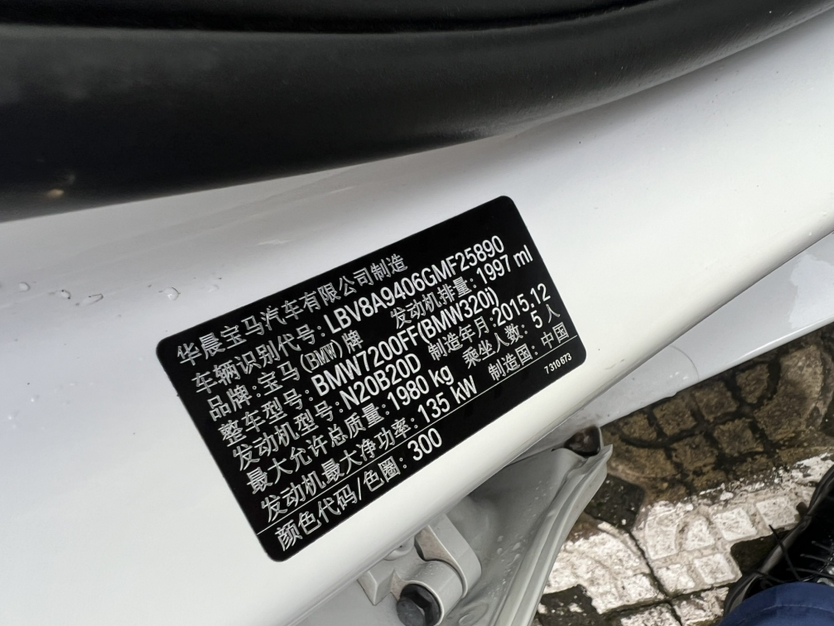 华晨宝马汽车有限公司制造
车辆识别代号: LBV8A9406GMF25890
品牌: 宝马(BMW)牌 发动机排量: 1997 ml
整车型号: BMW7200FF(BMW320i)
发动机型号: N20B20D 制造年月: 2015.12
最大允许总质量: 1980 kg 乘坐人数: 5 人
发动机最大净功率: 135 kW 制造国: 中国
颜色代码/色圈: 300
7 310 673